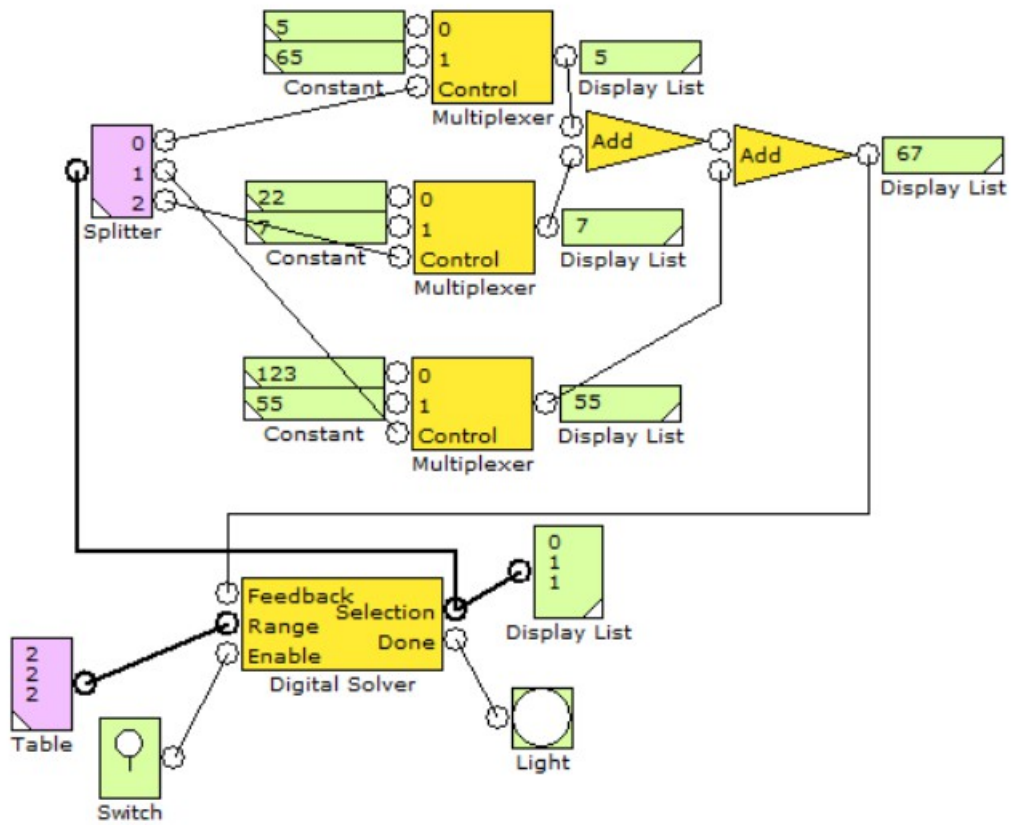 5
0
65
1
Constant
Control
Multiplexer
5
Display List
0
1
2
Splitter
Add
Add
67
Display List
22
0
7
1
Constant
Control
Multiplexer
7
Display List
123
0
55
1
Constant
Control
Multiplexer
55
Display List
0
1
1
Display List
Feedback
Selection
Range
Done
Enable
Digital Solver
2
2
2
Table
Switch
Light